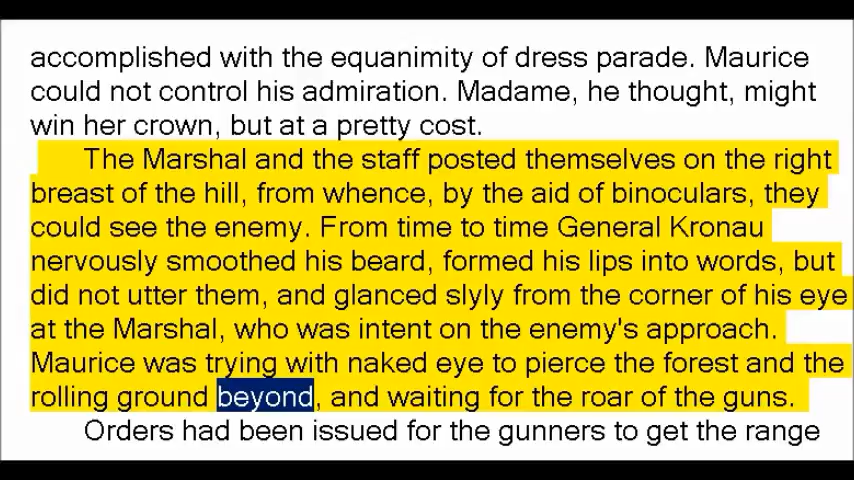 accomplished with the equanimity of dress parade. Maurice
could not control his admiration. Madame, he thought, might
win her crown, but at a pretty cost.
The Marshal and the staff posted themselves on the right
breast of the hill, from whence, by the aid of binoculars, they
could see the enemy. From time to time General Kronau
nervously smoothed his beard, formed his lips into words, but
did not utter them, and glanced slyly from the corner of his eye
at the Marshal, who was intent on the enemy's approach.
Maurice was trying with naked eye to pierce the forest and the
rolling ground beyond, and waiting for the roar of the guns.
Orders had been issued for the gunners to get the range